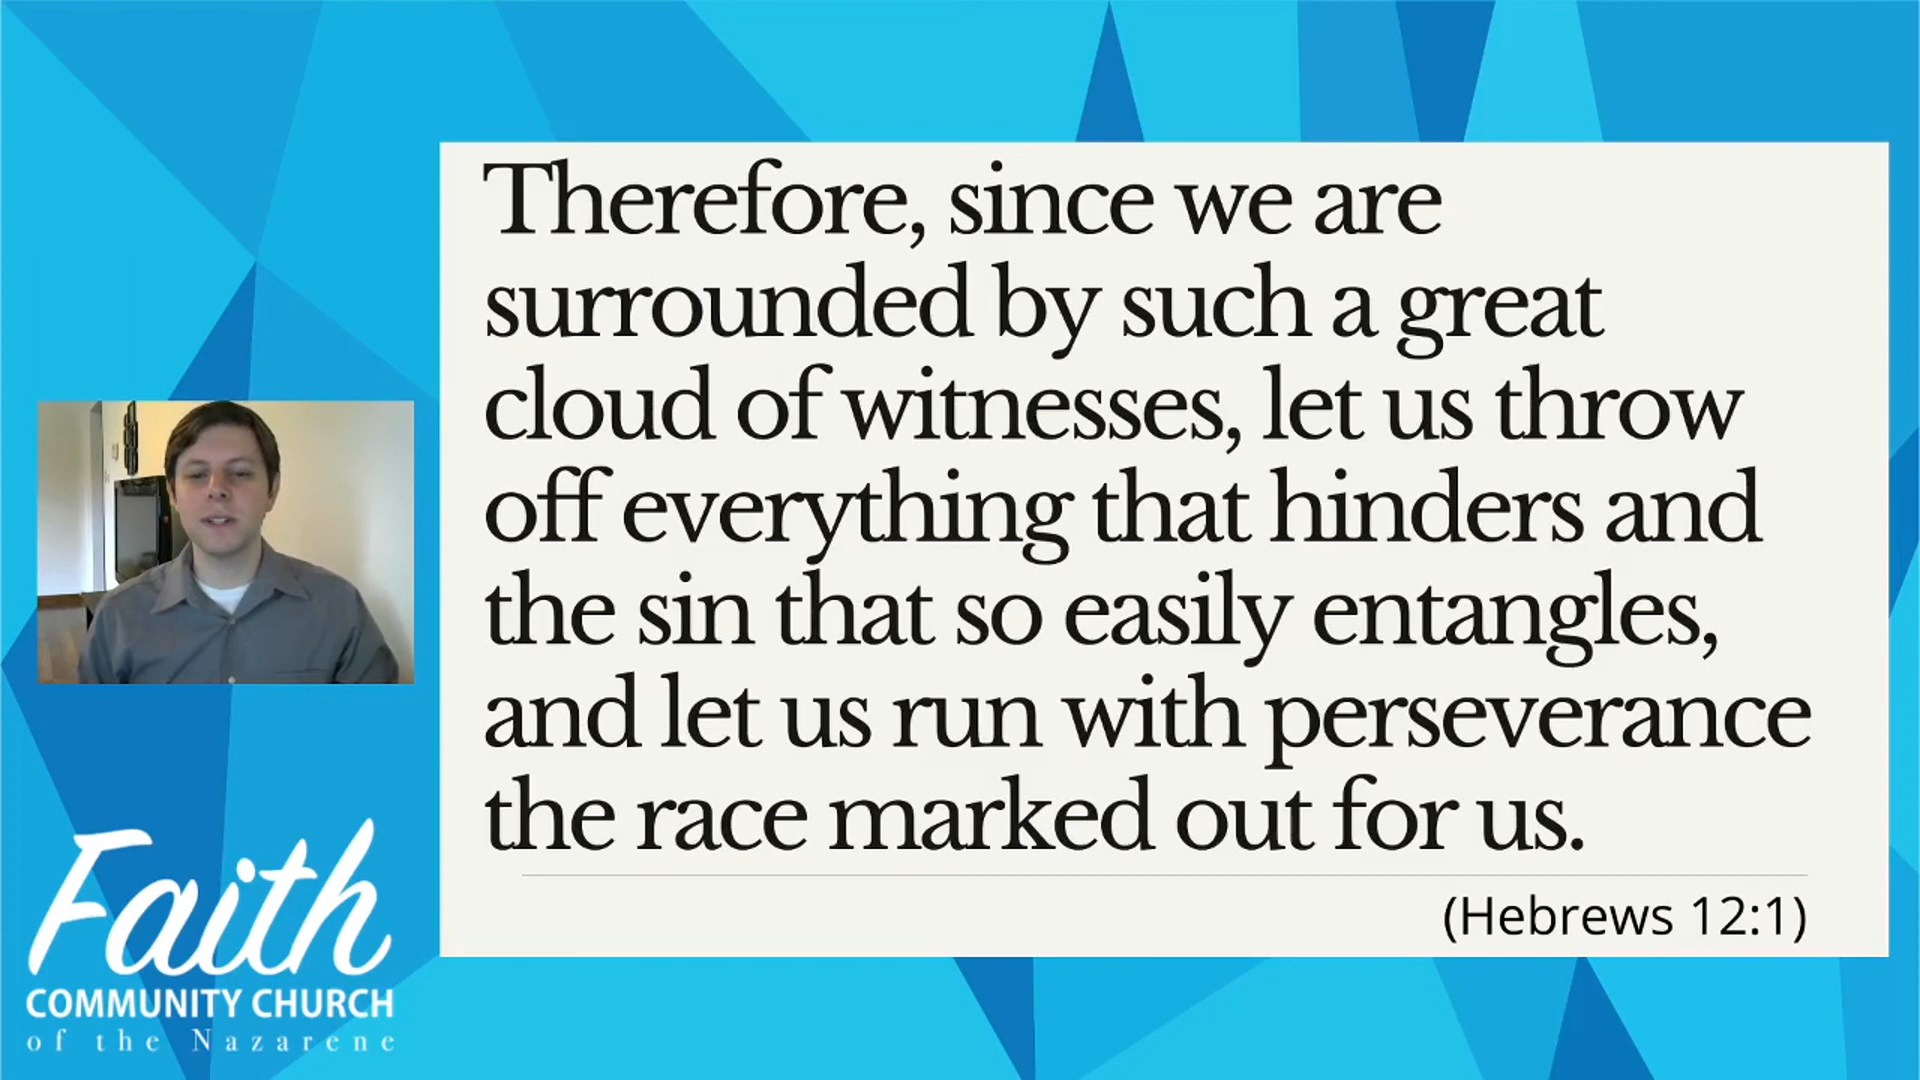 Therefore, since we are
surrounded by such a great
cloud of witnesses, let us throw
off everything that hinders and
the sin that so easily entangles,
and let us run with perseverance
the race marked out for us.
(Hebrews 12:1)
Faith
COMMUNITY CHURCH
of the Nazarene